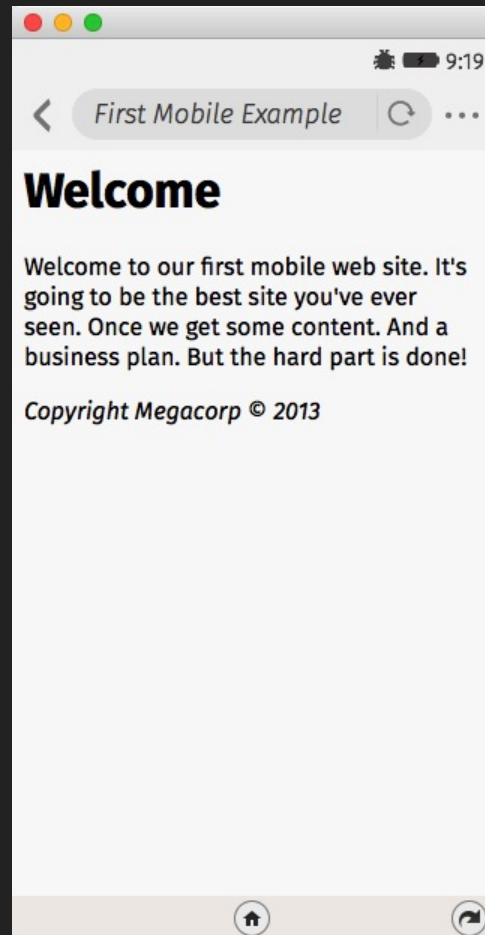 9:19
First Mobile Example
Welcome
Welcome to our first mobile web site. It's
going to be the best site you've ever
seen. Once we get some content. And a
business plan. But the hard part is done!
Copyright Megacorp © 2013